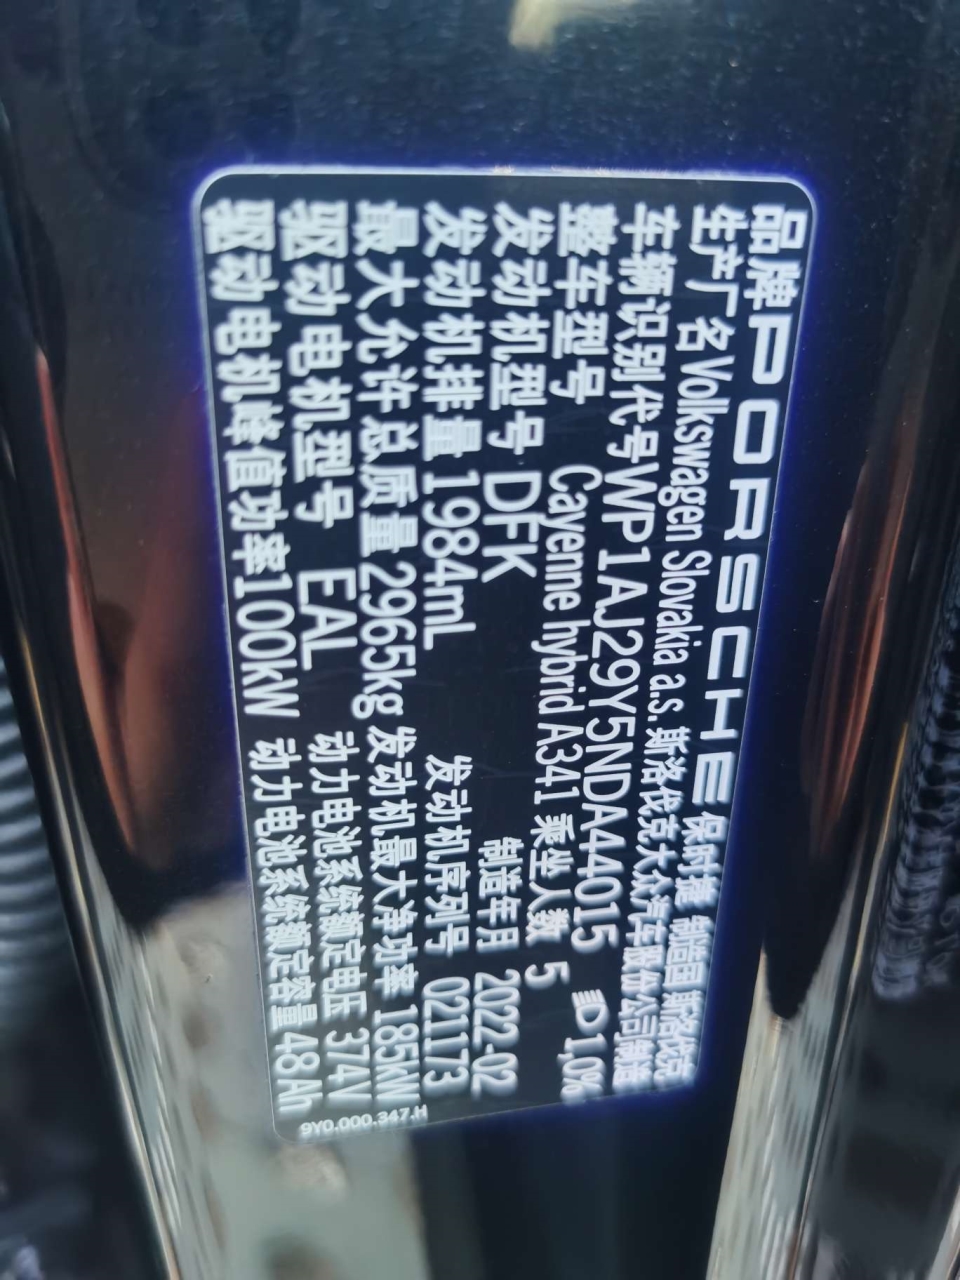 品牌 PORSCHE 保时捷 制造国 斯洛伐克
生产厂名 Volkswagen Slovakia a.s. 斯洛伐克大众汽车股份公司制造
车辆识别代号 WP1AJ29Y5NDA44015 1,0%
整车型号 Cayenne hybrid A341 乘坐人数 5
发动机型号 DFK 制造年月 2022-02
发动机排量 1984mL 发动机序列号 021173
最大允许总质量 2965kg 发动机最大净功率 185kW
驱动电机型号 EAL 动力电池系统额定电压 374V
驱动电机峰值功率 100kW 动力电池系统额定容量 48Ah
9Y0.000.347.H